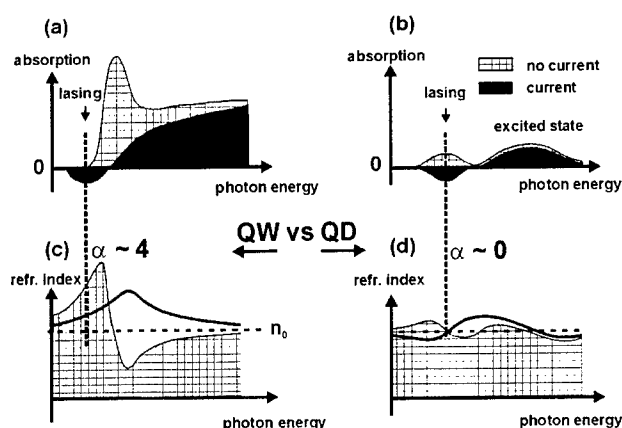 (a)
absorption
lasing
0
photon energy
(b)
absorption
no current
current
lasing
excited state
0
photon energy
QW vs QD
(c)
α ~ 4
refr. index
n₀
photon energy
(d)
α ~ 0
refr. index
photon energy